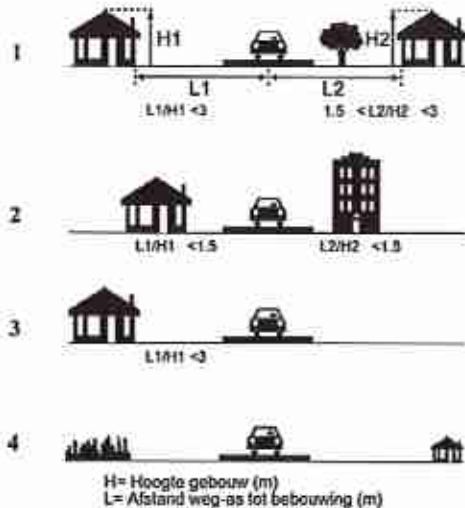 H1 H2
1
L1 L2
L1/H1 <3 1.5 <L2/H2 <3
2
L1/H1 <1.5 L2/H2 <1.5
3
L1/H1 <3
4
H= Hoogte gebouw (m)
L= Afstand weg-as tot bebouwing (m)